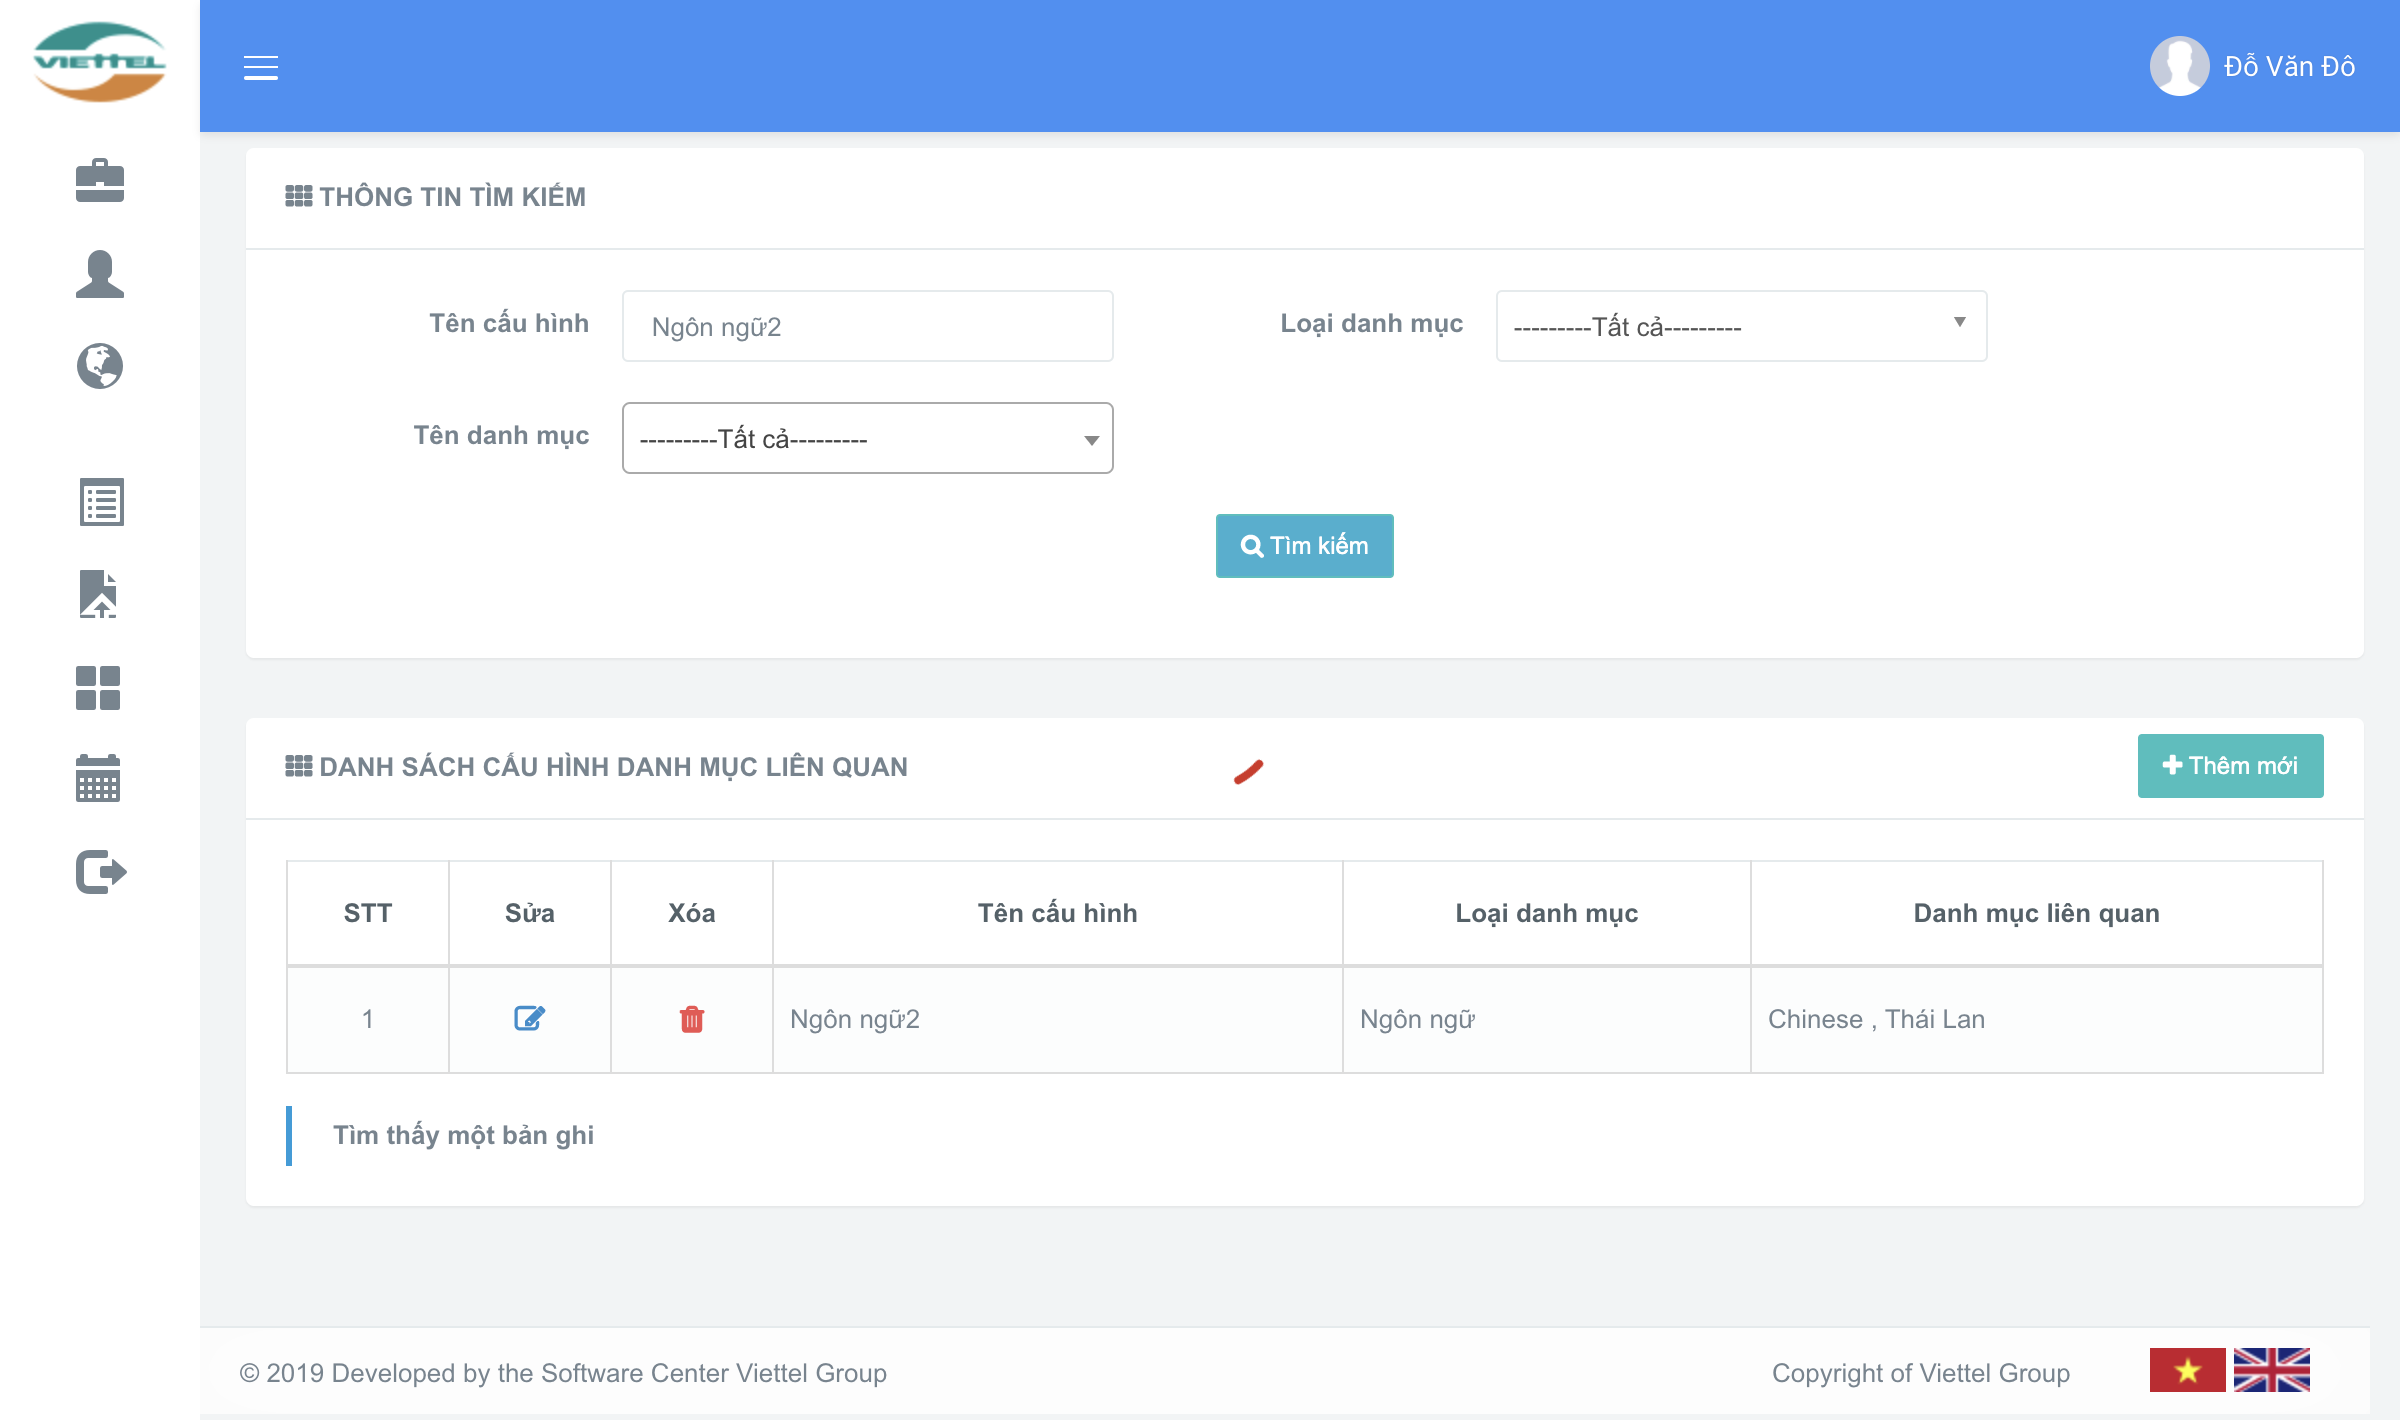 VIETTEL
Đỗ Văn Đô
THÔNG TIN TÌM KIẾM
Tên cấu hình
Ngôn ngữ2
Loại danh mục
---------Tất cả---------
Tên danh mục
---------Tất cả---------
Tìm kiếm
DANH SÁCH CẤU HÌNH DANH MỤC LIÊN QUAN
Thêm mới
STT Sửa Xóa Tên cấu hình Loại danh mục Danh mục liên quan
1 Ngôn ngữ2 Ngôn ngữ Chinese , Thái Lan
Tìm thấy một bản ghi
© 2019 Developed by the Software Center Viettel Group
Copyright of Viettel Group